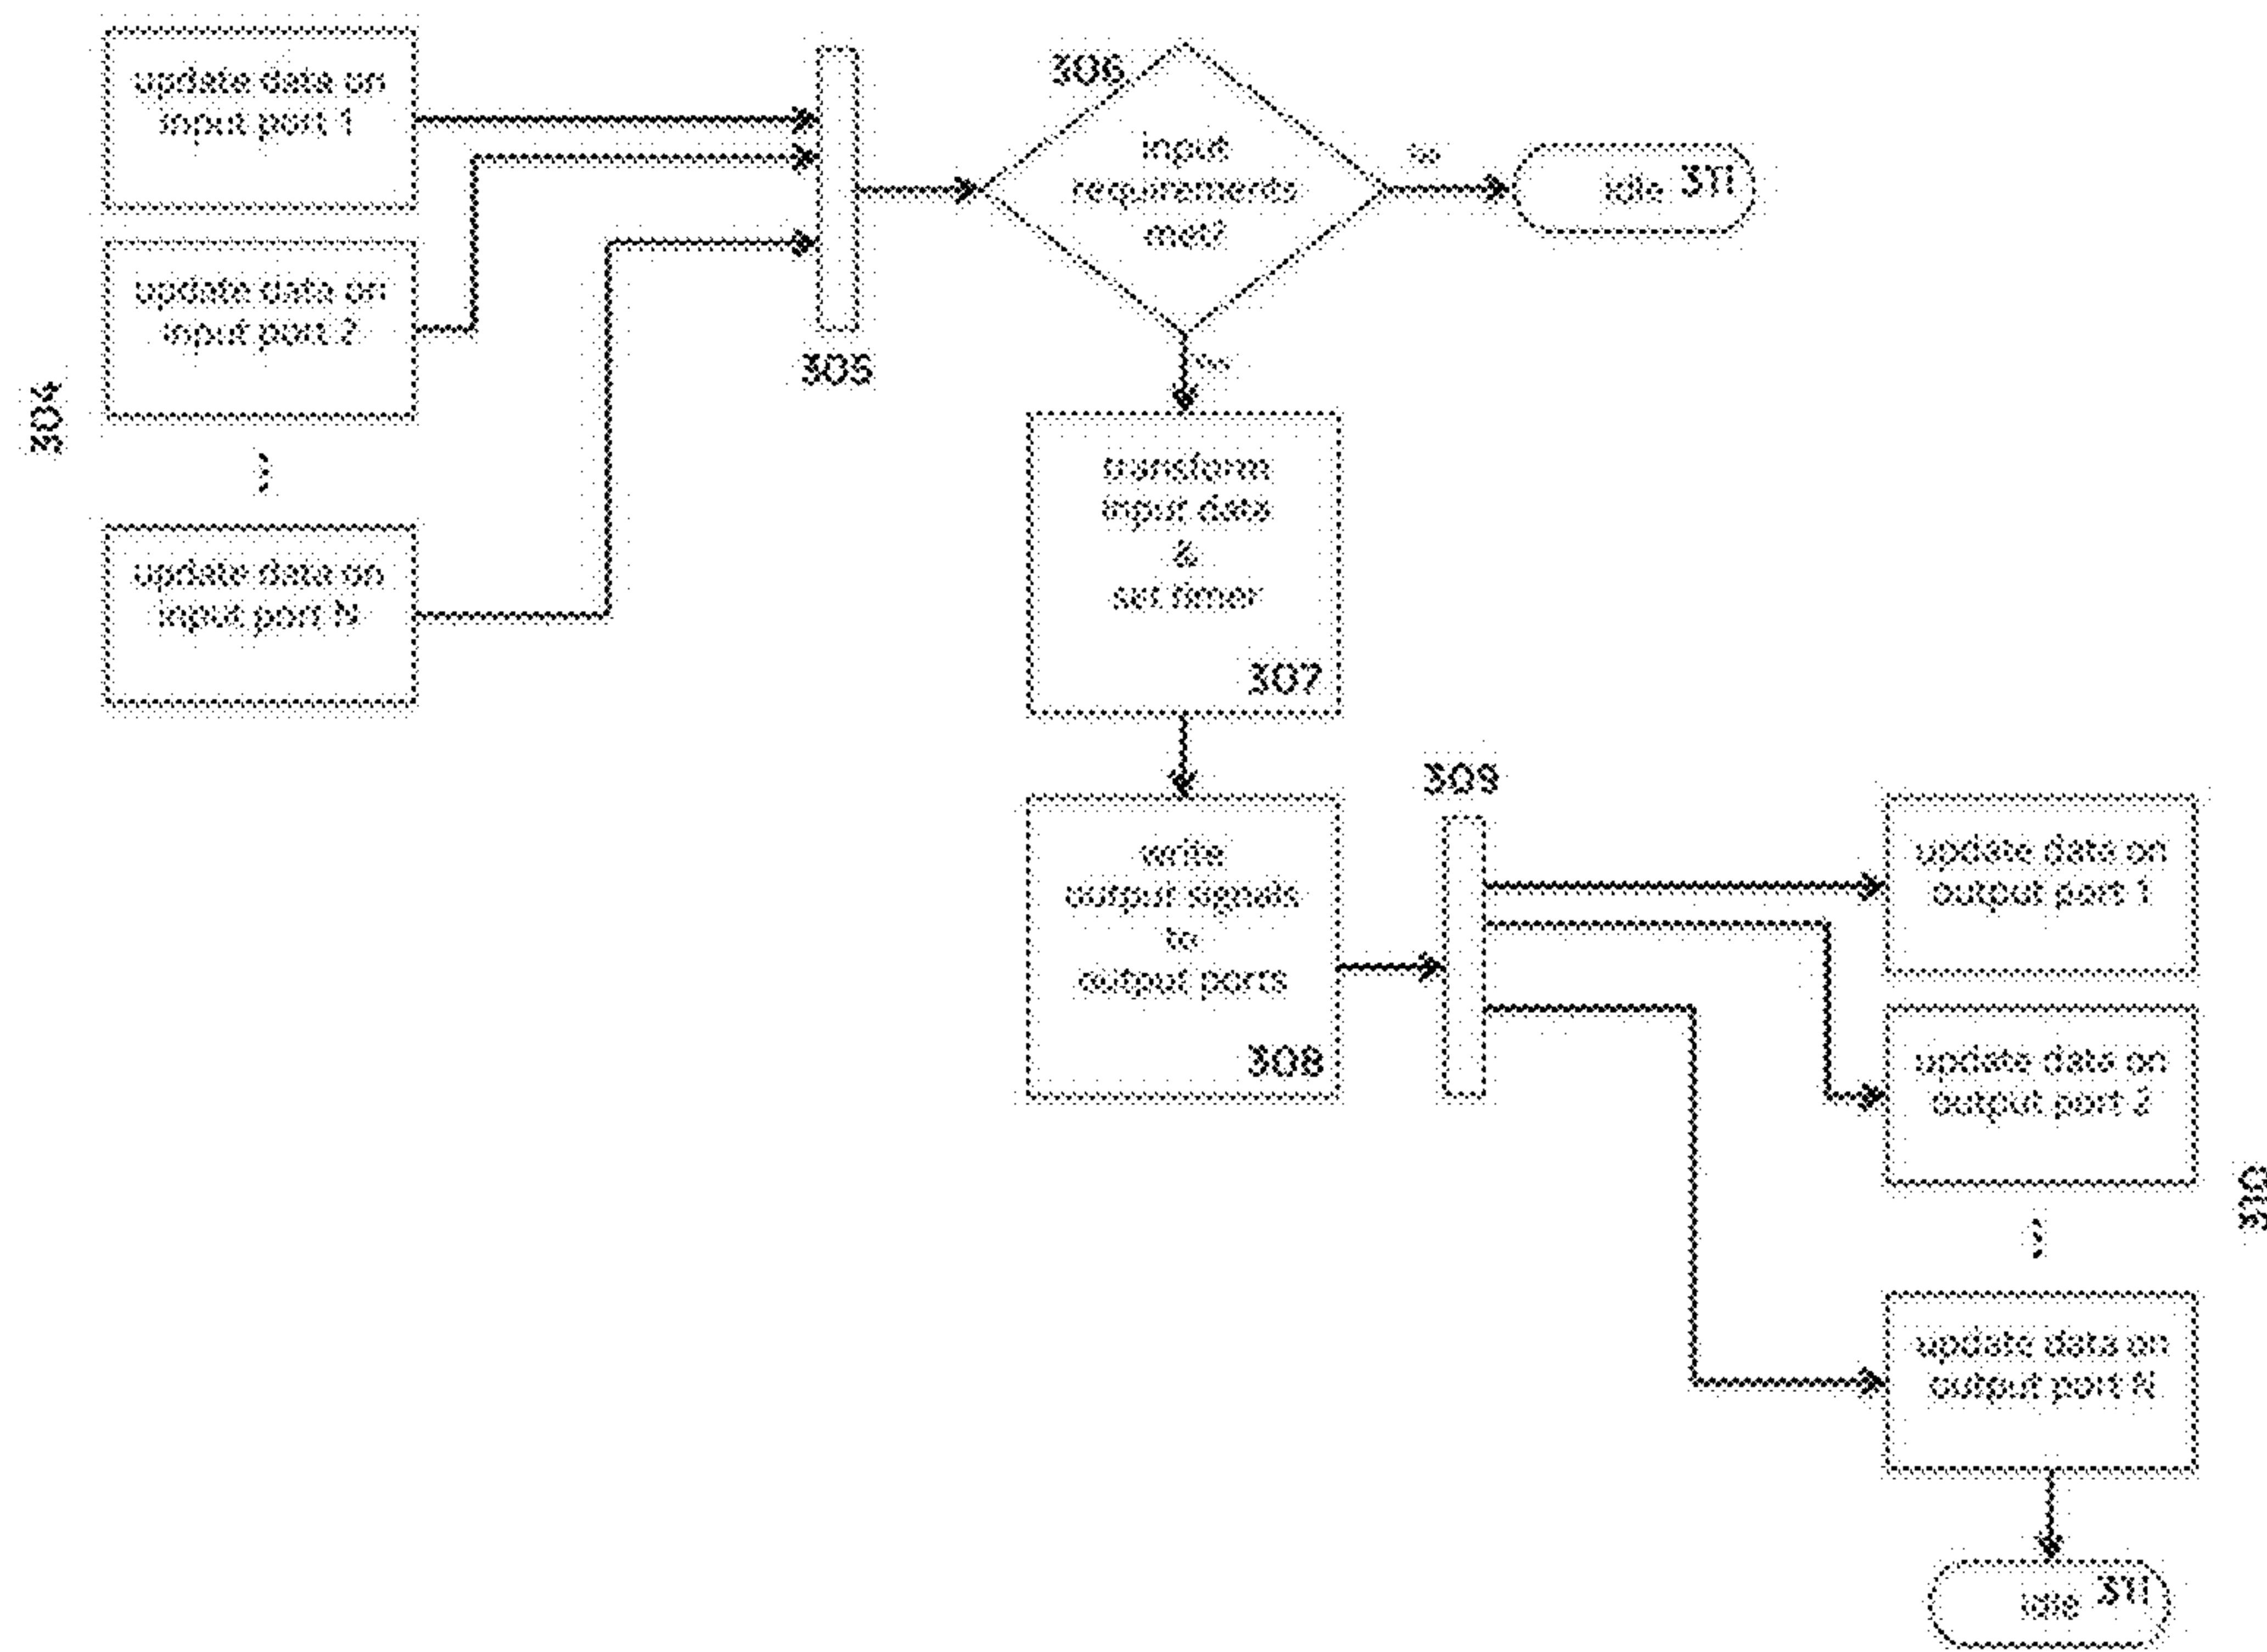 update data on
input port 1
update data on
input port 2
304
update data on
input port N
305
306
input
requirements
met?
no
idle 311
yes
transform
input data
&
set timer
307
write
output signals
to
output ports
308
309
update data on
output port 1
update data on
output port 2
310
update data on
output port K
idle 311